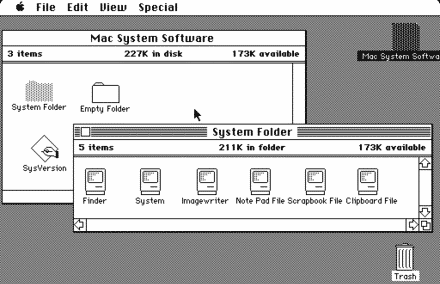 File Edit View Special
Mac System Software
3 items 227K in disk 173K available
System Folder Empty Folder
SysVersion
Mac System Softwa
System Folder
5 items 211K in folder 173K available
Finder System Imagewriter Note Pad File Scrapbook File Clipboard File
Trash